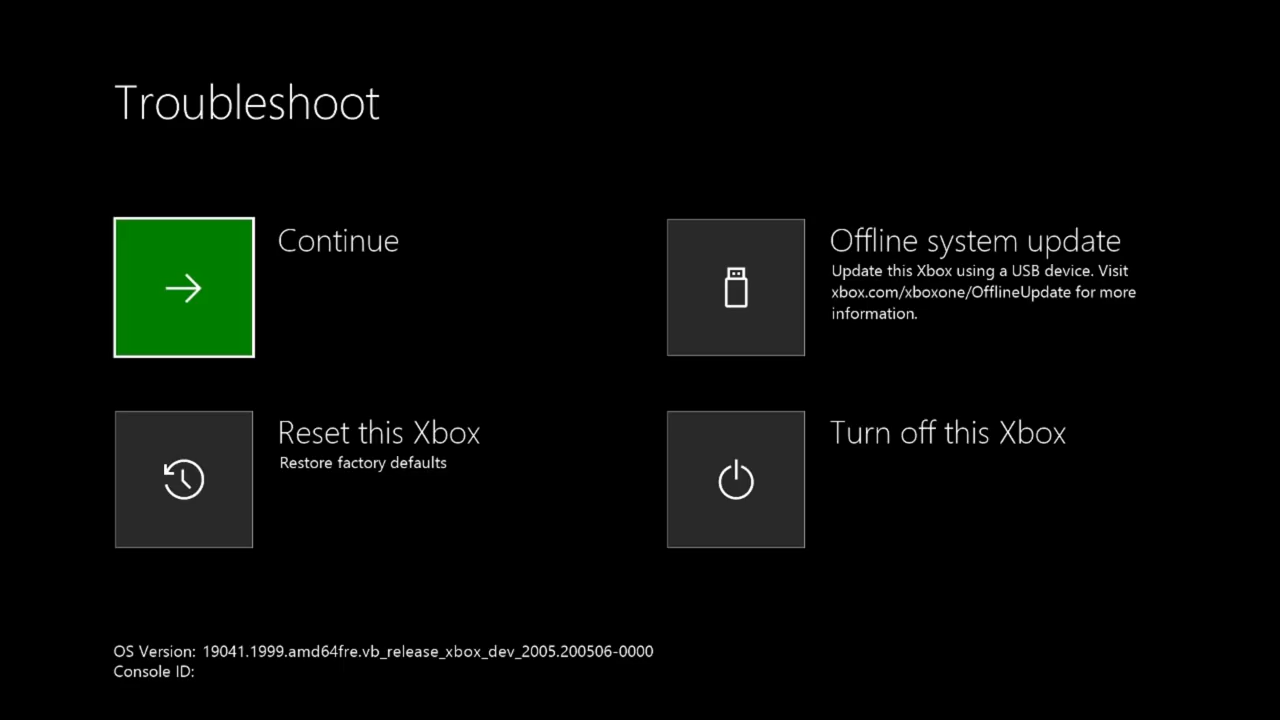 Troubleshoot
Continue
Offline system update
Update this Xbox using a USB device. Visit
xbox.com/xboxone/OfflineUpdate for more
information.
Reset this Xbox
Restore factory defaults
Turn off this Xbox
OS Version: 19041.1999.amd64fre.vb_release_xbox_dev_2005.200506-0000
Console ID: